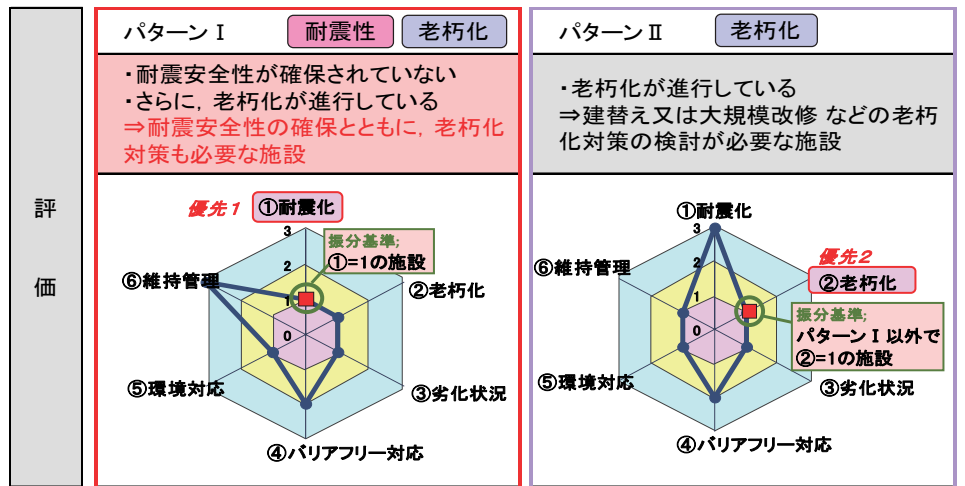 評
価
パターンⅠ
耐震性
老朽化
・耐震安全性が確保されていない
・さらに，老朽化が進行している
⇒耐震安全性の確保とともに，老朽化
対策も必要な施設
優先1
①耐震化
振分基準;
①=1の施設
②老朽化
③劣化状況
④バリアフリー対応
⑤環境対応
⑥維持管理
3
2
1
0
パターンⅡ
老朽化
・老朽化が進行している
⇒建替え又は大規模改修 などの老朽
化対策の検討が必要な施設
①耐震化
優先2
②老朽化
振分基準;
パターンⅠ以外で
②=1の施設
③劣化状況
④バリアフリー対応
⑤環境対応
⑥維持管理
3
2
1
0